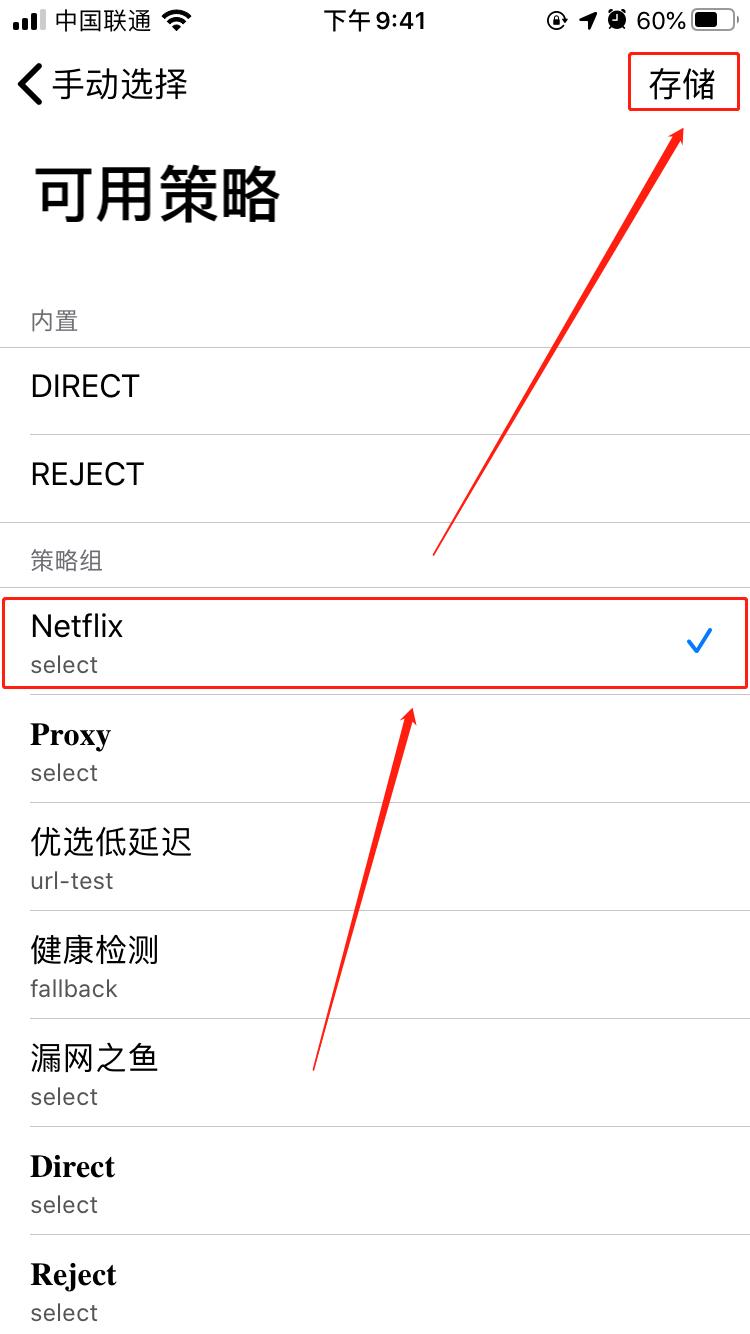 中国联通 下午 9:41 60%
手动选择 存储
可用策略
内置
DIRECT
REJECT
策略组
Netflix
select
Proxy
select
优选低延迟
url-test
健康检测
fallback
漏网之鱼
select
Direct
select
Reject
select